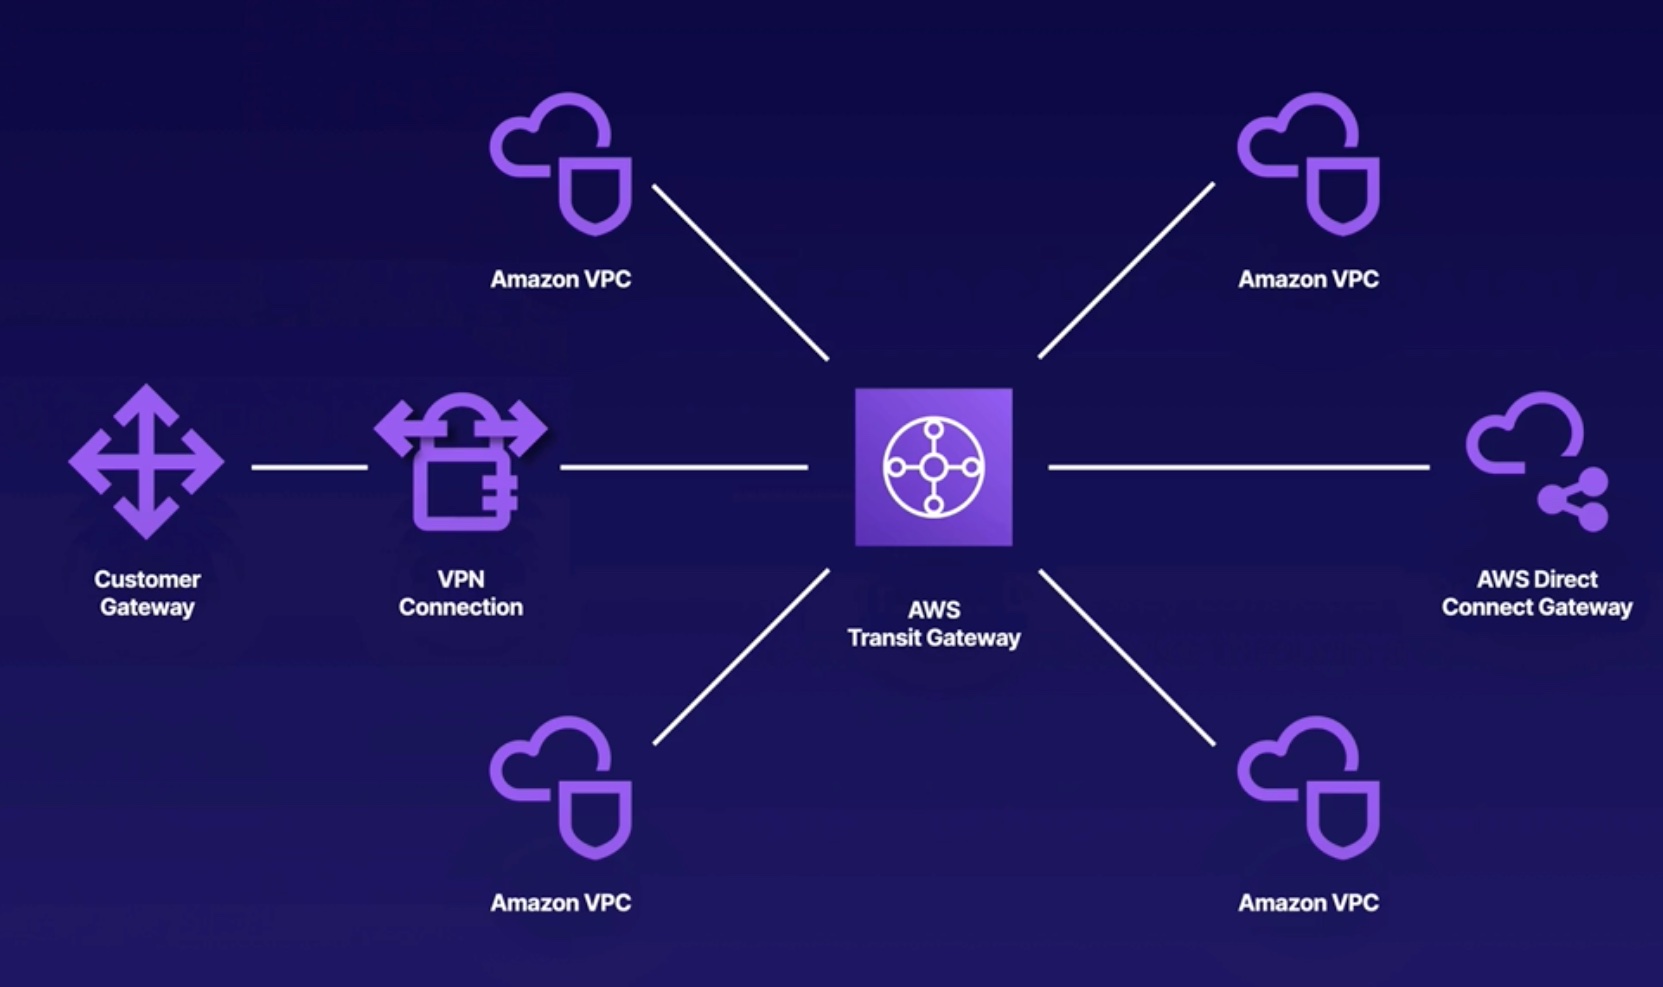 Amazon VPC
Amazon VPC
Customer
Gateway
VPN
Connection
AWS
Transit Gateway
AWS Direct
Connect Gateway
Amazon VPC
Amazon VPC